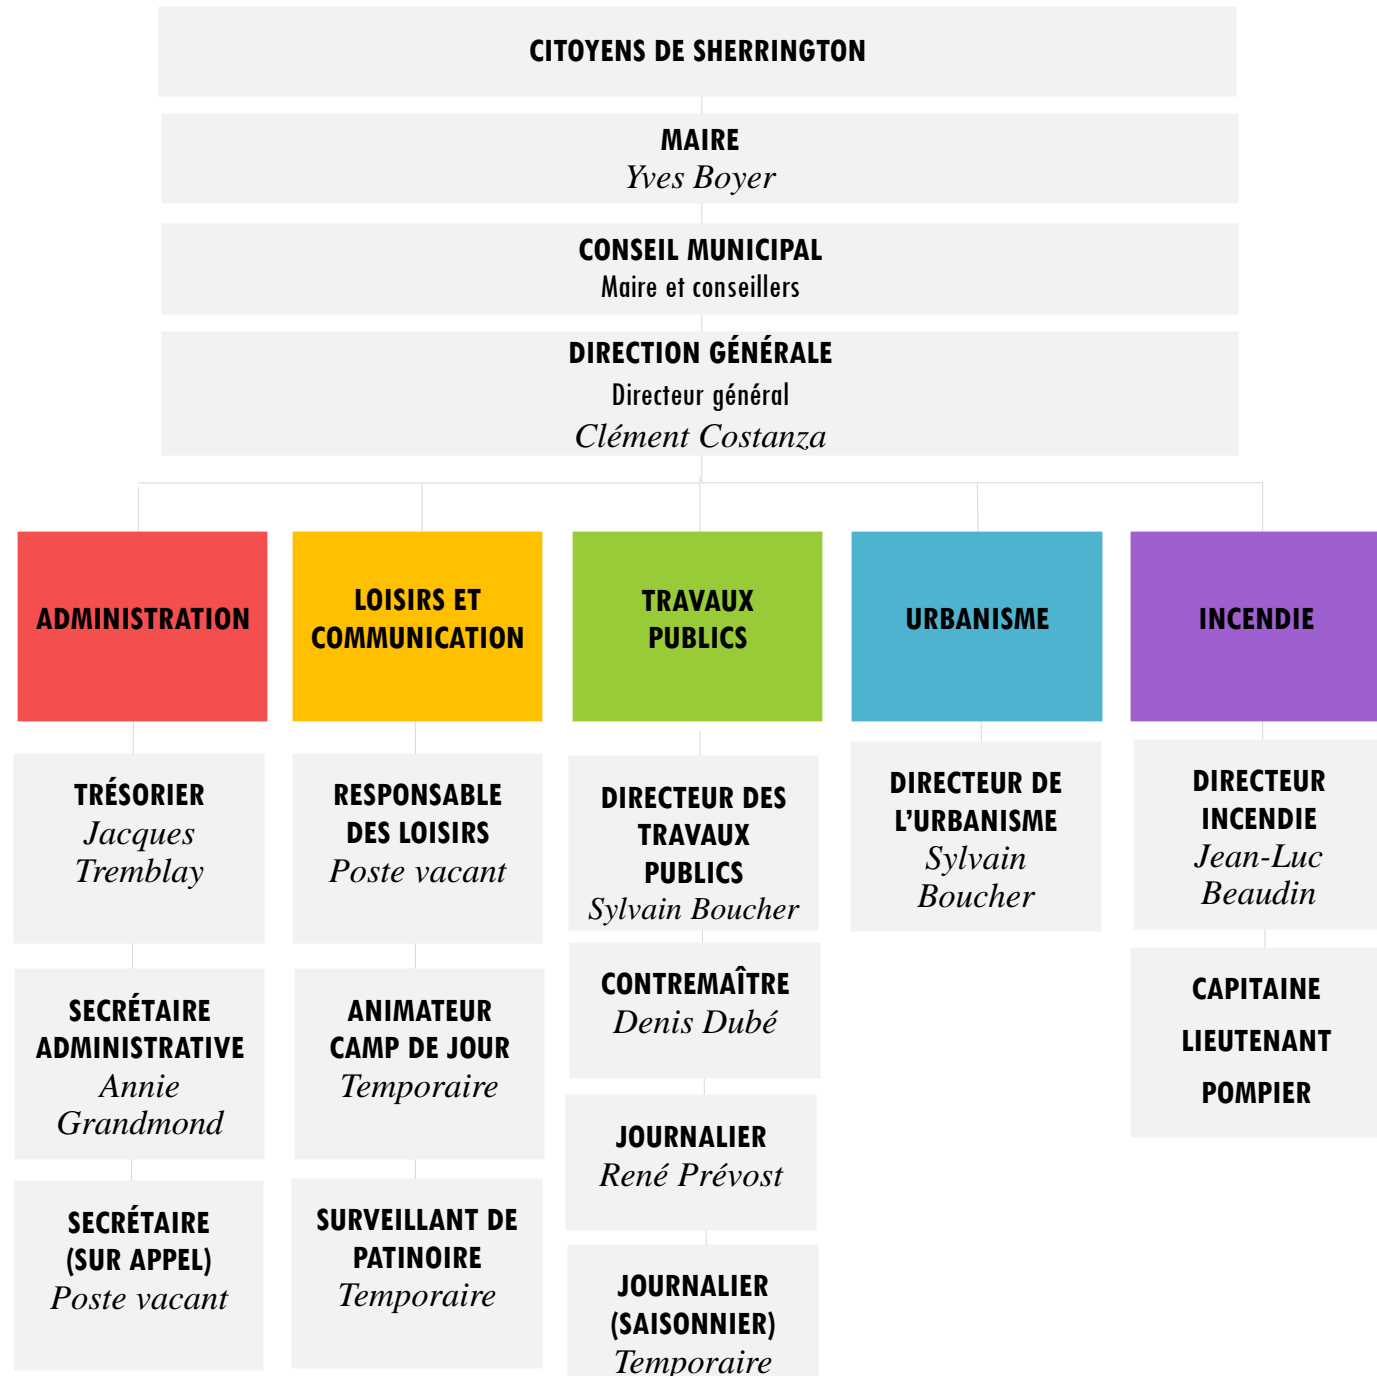 CITOYENS DE SHERRINGTON
MAIRE
Yves Boyer
CONSEIL MUNICIPAL
Maire et conseillers
DIRECTION GÉNÉRALE
Directeur général
Clément Costanza
ADMINISTRATION
LOISIRS ET
COMMUNICATION
TRAVAUX
PUBLICS
URBANISME
INCENDIE
TRÉSORIER
Jacques
Tremblay
SECRÉTAIRE
ADMINISTRATIVE
Annie
Grandmond
SECRÉTAIRE
(SUR APPEL)
Poste vacant
RESPONSABLE
DES LOISIRS
Poste vacant
ANIMATEUR
CAMP DE JOUR
Temporaire
SURVEILLANT DE
PATINOIRE
Temporaire
DIRECTEUR DES
TRAVAUX
PUBLICS
Sylvain Boucher
CONTREMAÎTRE
Denis Dubé
JOURNALIER
René Prévost
JOURNALIER
(SAISONNIER)
Temporaire
DIRECTEUR DE
L'URBANISME
Sylvain
Boucher
DIRECTEUR
INCENDIE
Jean-Luc
Beaudin
CAPITAINE
LIEUTENANT
POMPIER